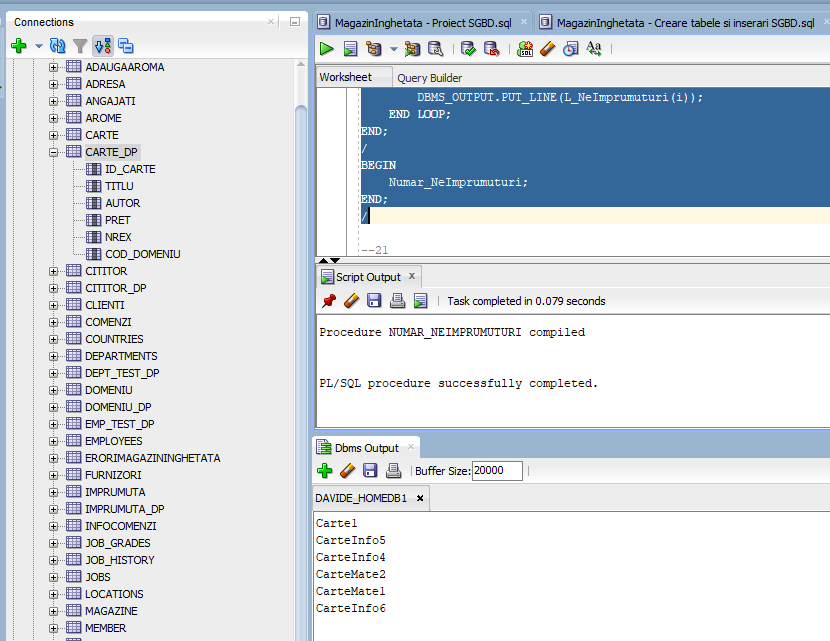 Connections
ADAUGAAROMA
ADRESA
ANGAJATI
AROME
CARTE
CARTE_DP
ID_CARTE
TITLU
AUTOR
PRET
NREX
COD_DOMENIU
CITITOR
CITITOR_DP
CLIENTI
COMENZI
COUNTRIES
DEPARTMENTS
DEPT_TEST_DP
DOMENIU
DOMENIU_DP
EMP_TEST_DP
EMPLOYEES
ERORIMAGAZININGHETATA
FURNIZORI
IMPRUMUTA
IMPRUMUTA_DP
INFOCOMENZI
JOB_GRADES
JOB_HISTORY
JOBS
LOCATIONS
MAGAZINE
MEMBER
MagazinInghetata - Proiect SGBD.sql
MagazinInghetata - Creare tabele si inserari SGBD.sql
Aa
Worksheet Query Builder
DBMS_OUTPUT.PUT_LINE(L_NeImprumuturi(i));
END LOOP;
END;
/
BEGIN
Numar_NeImprumuturi;
END;
/
--21
Script Output
Task completed in 0.079 seconds
Procedure NUMAR_NEIMPRUMUTURI compiled
PL/SQL procedure successfully completed.
Dbms Output
Buffer Size: 20000
DAVIDE_HOMEDB1
Carte1
CarteInfo5
CarteInfo4
CarteMate2
CarteMate1
CarteInfo6